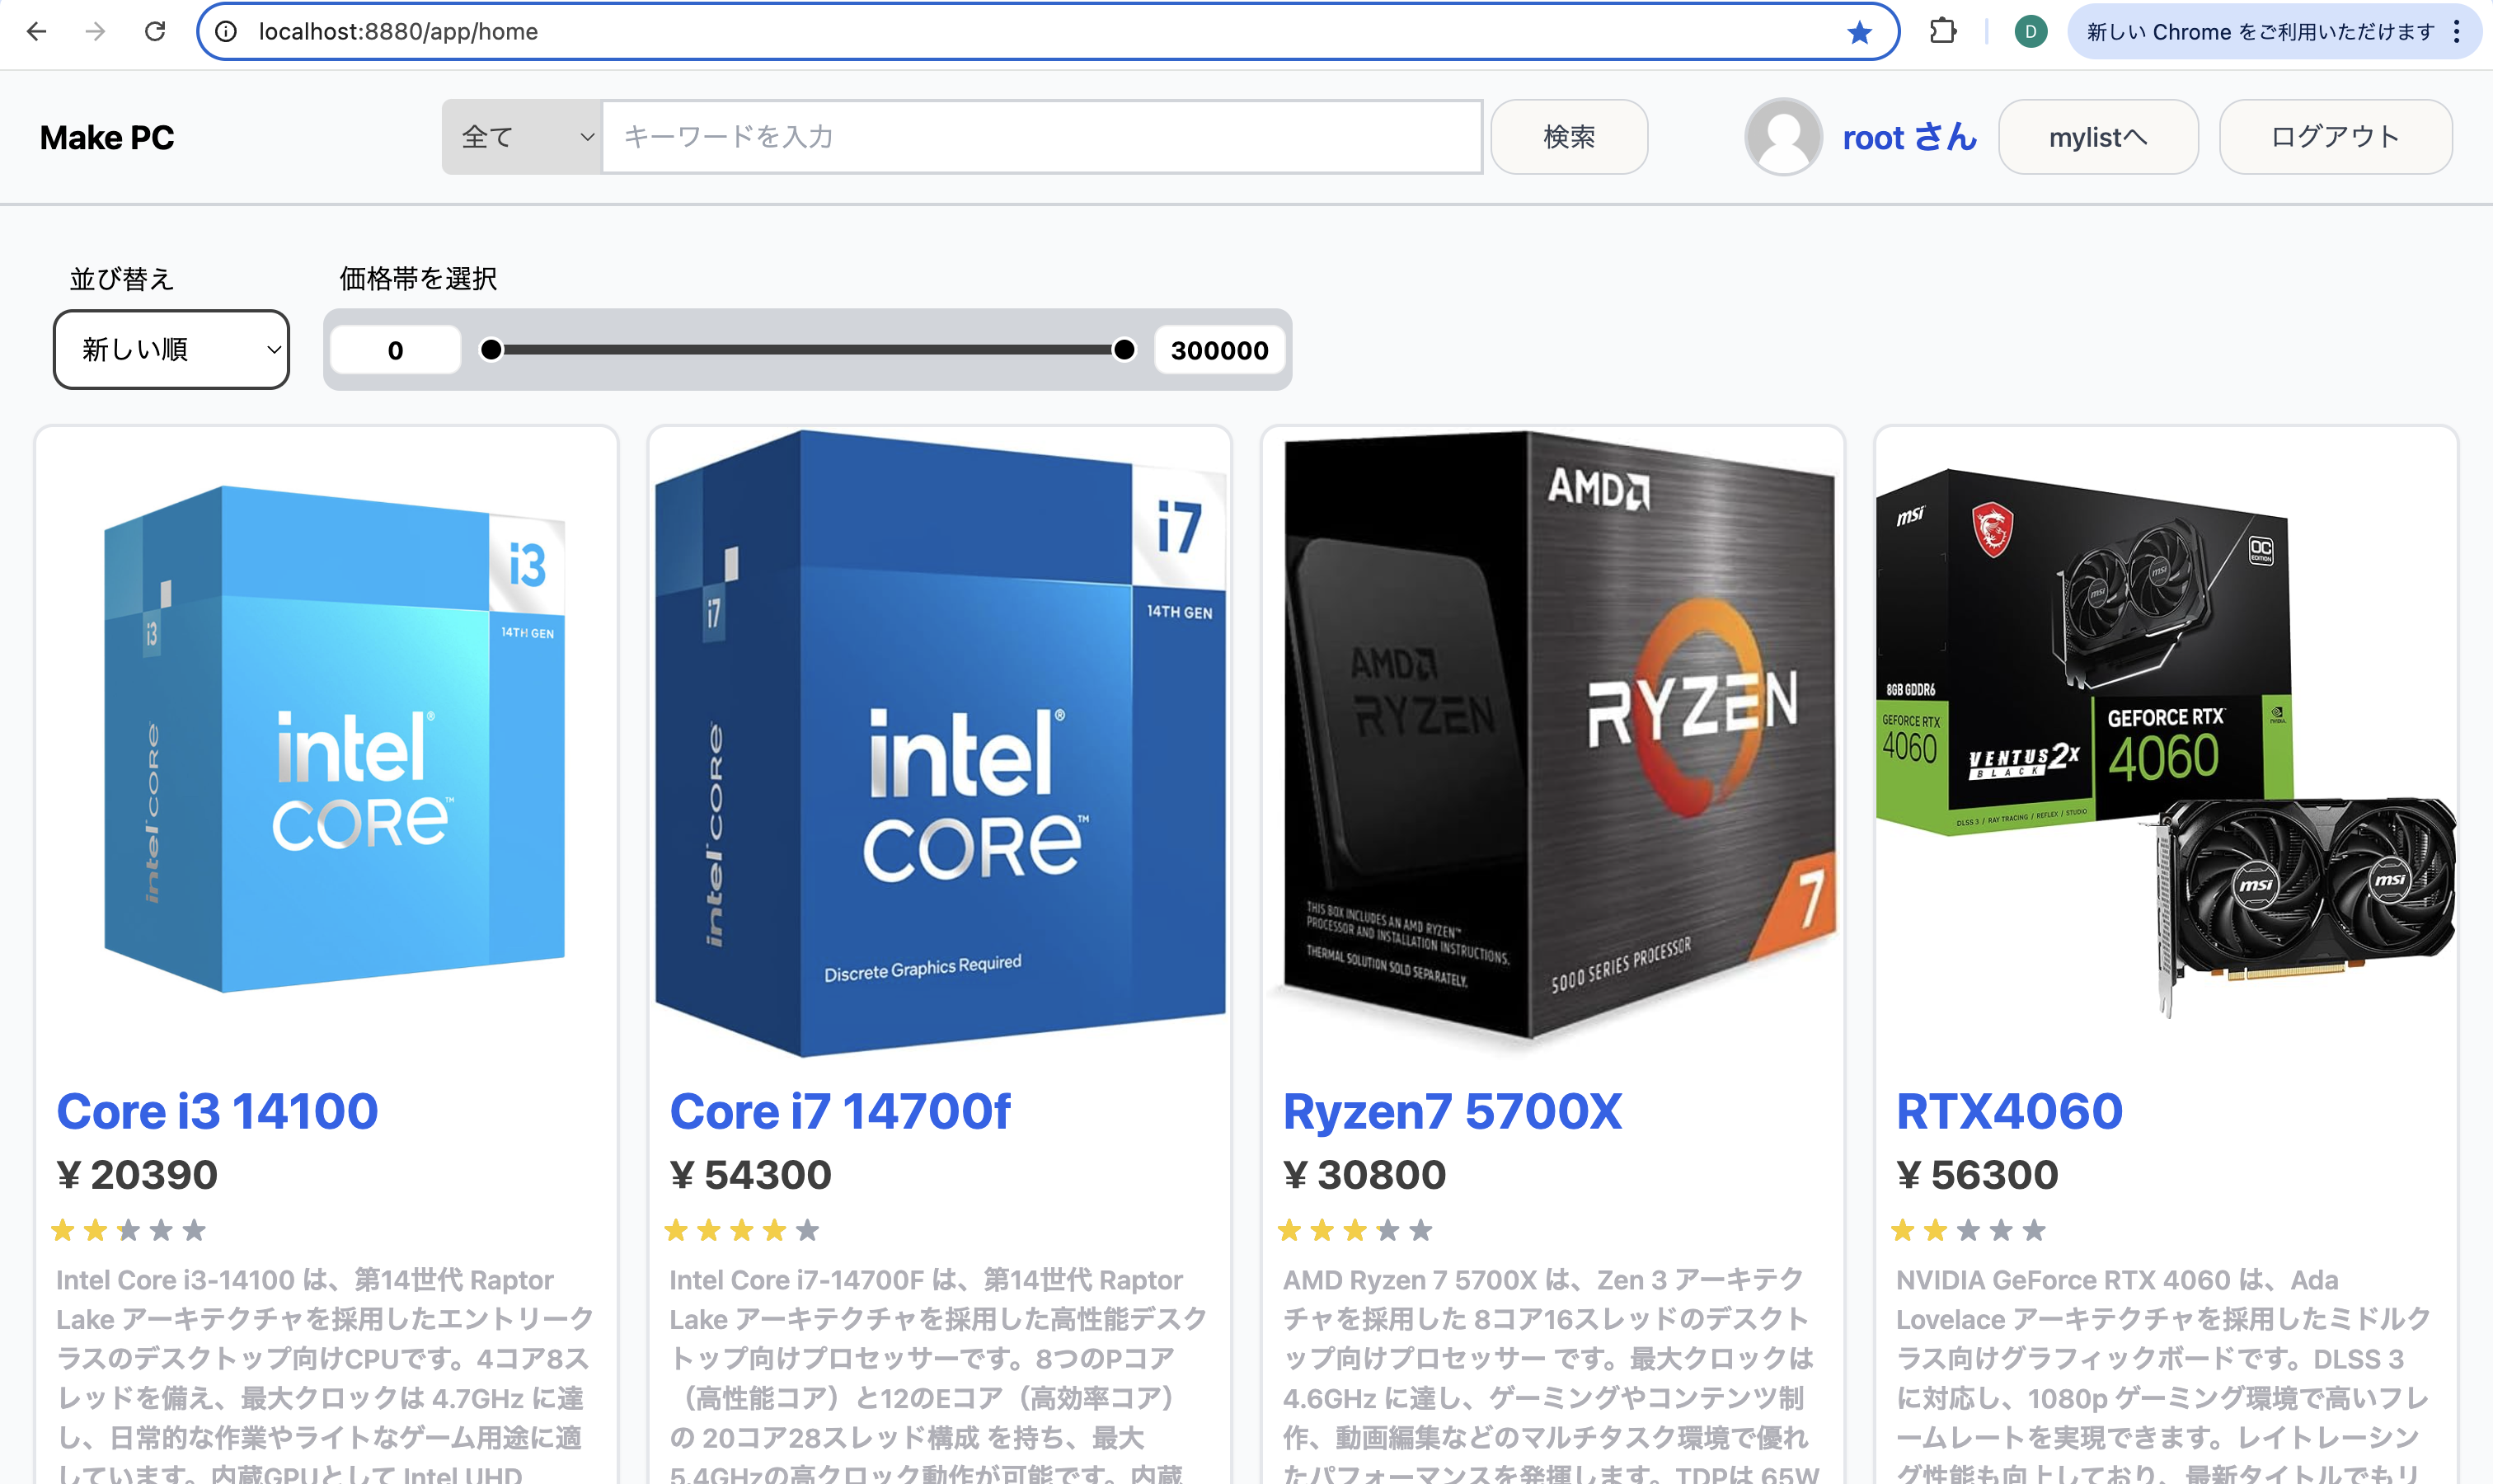 localhost:8880/app/home
D
新しい Chrome をご利用いただけます
Make PC
全て
キーワードを入力
検索
root さん
mylistへ
ログアウト
並び替え
価格帯を選択
新しい順
0
300000
i3
i3
14TH GEN
intel CORE
intel®
CORE™
i7
i7
14TH GEN
intel CORE
intel®
CORE™
Discrete Graphics Required
AMD
AMD
RYZEN
RYZEN
7
THIS BOX INCLUDES AN AMD RYZEN™
PROCESSOR AND INSTALLATION INSTRUCTIONS.
THERMAL SOLUTION SOLD SEPARATELY.
5000 SERIES PROCESSOR
msi
OC
EDITION
msi
msi
8GB GDDR6
GEFORCE RTX
4060
GEFORCE RTX
4060
VENTUS 2X
BLACK
NVIDIA
DLSS 3 / RAY TRACING / REFLEX / STUDIO
msi
msi
Core i3 14100
¥ 20390
Intel Core i3-14100 は、第14世代 Raptor
Lake アーキテクチャを採用したエントリーク
ラスのデスクトップ向けCPUです。4コア8ス
レッドを備え、最大クロックは 4.7GHz に達
し、日常的な作業やライトなゲーム用途に適
しています。内蔵GPUとして Intel UHD
Core i7 14700f
¥ 54300
Intel Core i7-14700F は、第14世代 Raptor
Lake アーキテクチャを採用した高性能デスク
トップ向けプロセッサーです。8つのPコア
（高性能コア）と12のEコア（高効率コア）
の 20コア28スレッド構成 を持ち、最大
5.4GHzの高クロック動作が可能です。内蔵
Ryzen7 5700X
¥ 30800
AMD Ryzen 7 5700X は、Zen 3 アーキテク
チャを採用した 8コア16スレッドのデスクト
ップ向けプロセッサー です。最大クロックは
4.6GHz に達し、ゲーミングやコンテンツ制
作、動画編集などのマルチタスク環境で優れ
たパフォーマンスを発揮します。TDPは 65W
RTX4060
¥ 56300
NVIDIA GeForce RTX 4060 は、Ada
Lovelace アーキテクチャを採用したミドルク
ラス向けグラフィックボードです。DLSS 3
に対応し、1080p ゲーミング環境で高いフレ
ームレートを実現できます。レイトレーシン
グ性能も向上しており、最新タイトルでもリ